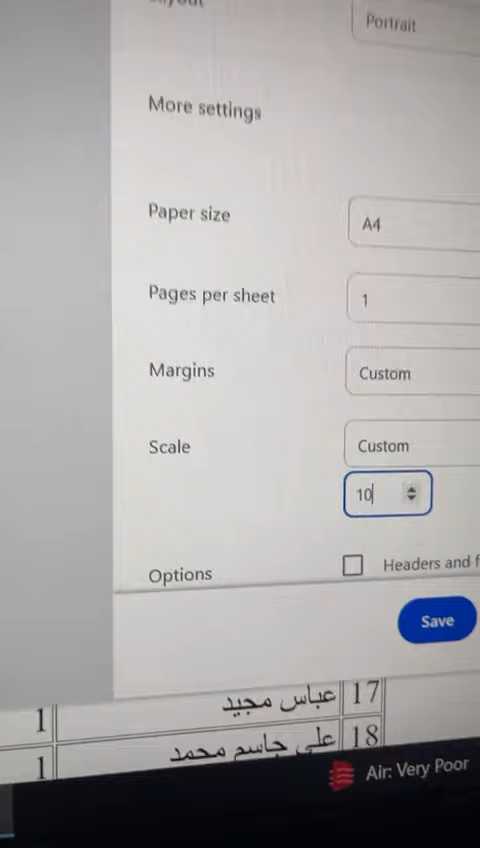 Portrait
More settings
Paper size
A4
Pages per sheet
1
Margins
Custom
Scale
Custom
10
Options
Headers and f
Save
17 عباس مجيد 1
18 علي جاسم محمد 1
Air: Very Poor